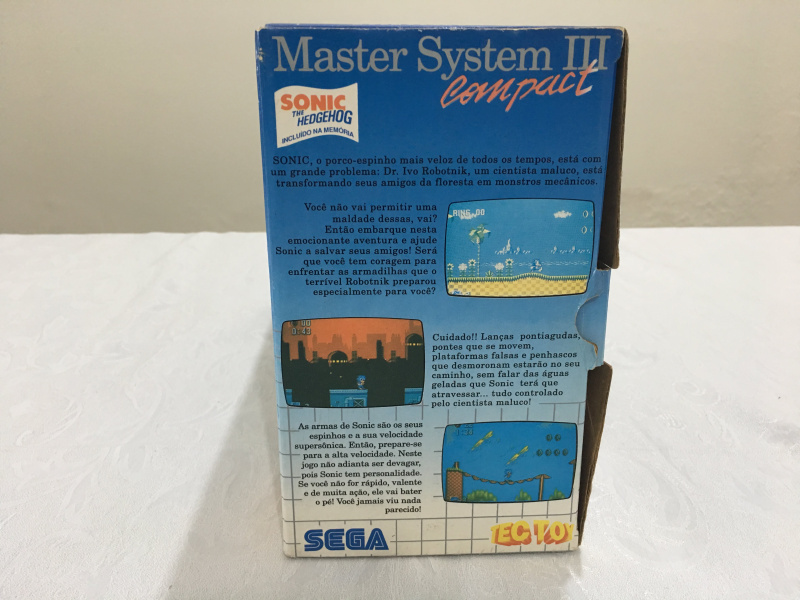 Master System III
Compact
SONIC
THE
HEDGEHOG
INCLUÍDO NA MEMÓRIA
SONIC, o porco-espinho mais veloz de todos os tempos, está com
um grande problema: Dr. Ivo Robotnik, um cientista maluco, está
transformando seus amigos da floresta em monstros mecânicos.
Você não vai permitir uma
maldade dessas, vai?
Então embarque nesta
emocionante aventura e ajude
Sonic a salvar seus amigos! Será
que você tem coragem para
enfrentar as armadilhas que o
terrível Robotnik preparou
especialmente para você?
Cuidado!! Lanças pontiagudas,
pontes que se movem,
plataformas falsas e penhascos
que desmoronam estarão no seu
caminho, sem falar das águas
geladas que Sonic terá que
atravessar... tudo controlado
pelo cientista maluco!
As armas de Sonic são os seus
espinhos e a sua velocidade
supersônica. Então, prepare-se
para a alta velocidade. Neste
jogo não adianta ser devagar,
pois Sonic tem personalidade.
Se você não for rápido, valente
e de muita ação, ele vai bater
o pé! Você jamais viu nada
parecido!
SEGA
TEC TOY